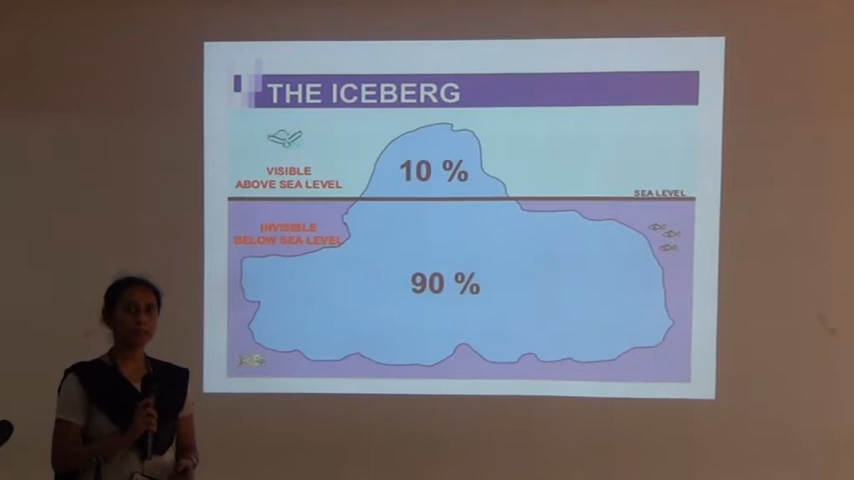 THE ICEBERG
10 %
VISIBLE
ABOVE SEA LEVEL
SEA LEVEL
INVISIBLE
BELOW SEA LEVEL
90 %